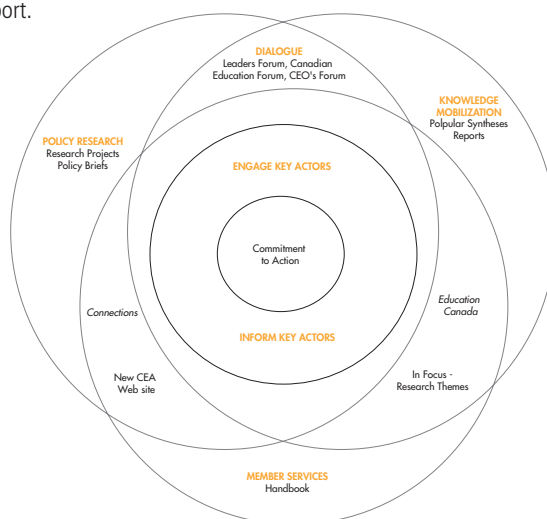 port.
DIALOGUE
Leaders Forum, Canadian
Education Forum, CEO's Forum
KNOWLEDGE
MOBILIZATION
Polpular Syntheses
Reports
POLICY RESEARCH
Research Projects
Policy Briefs
ENGAGE KEY ACTORS
Commitment
to Action
Connections
Education
Canada
INFORM KEY ACTORS
New CEA
Web site
In Focus -
Research Themes
MEMBER SERVICES
Handbook